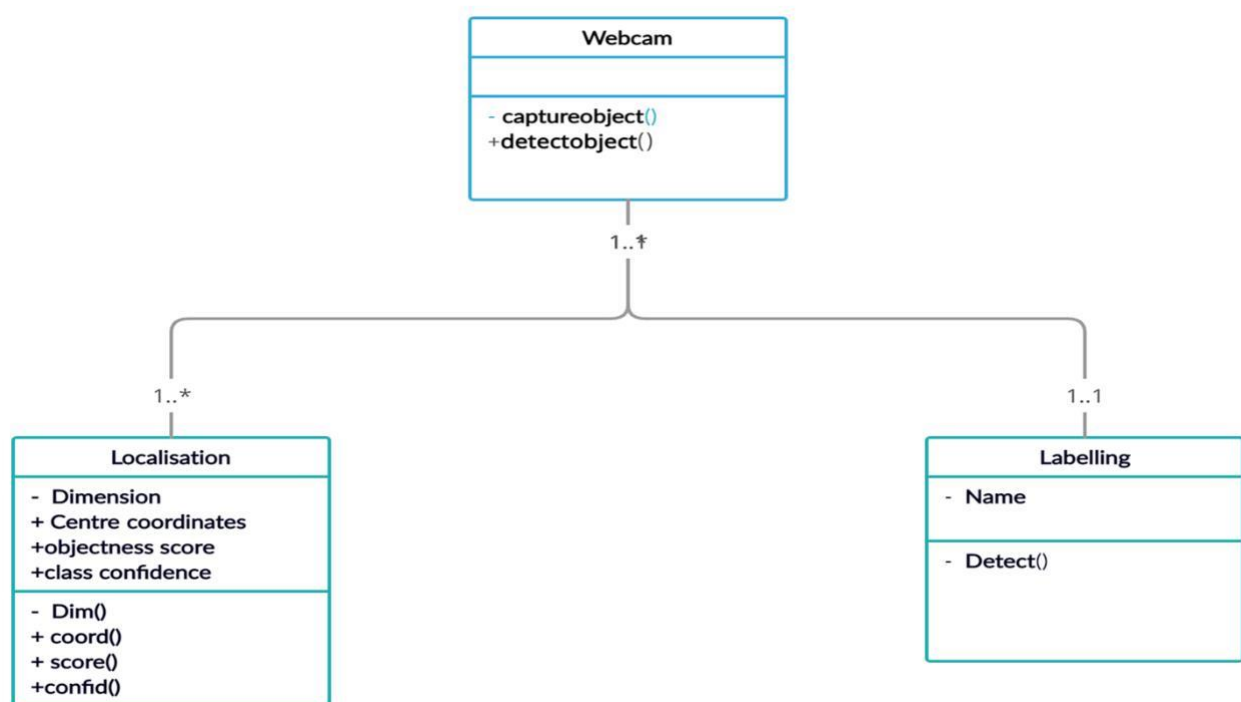 Webcam
- captureobject()
+detectobject()
1..*
1..1
Localisation
- Dimension
+ Centre coordinates
+objectness score
+class confidence
- Dim()
+ coord()
+ score()
+confid()
Labelling
- Name
- Detect()